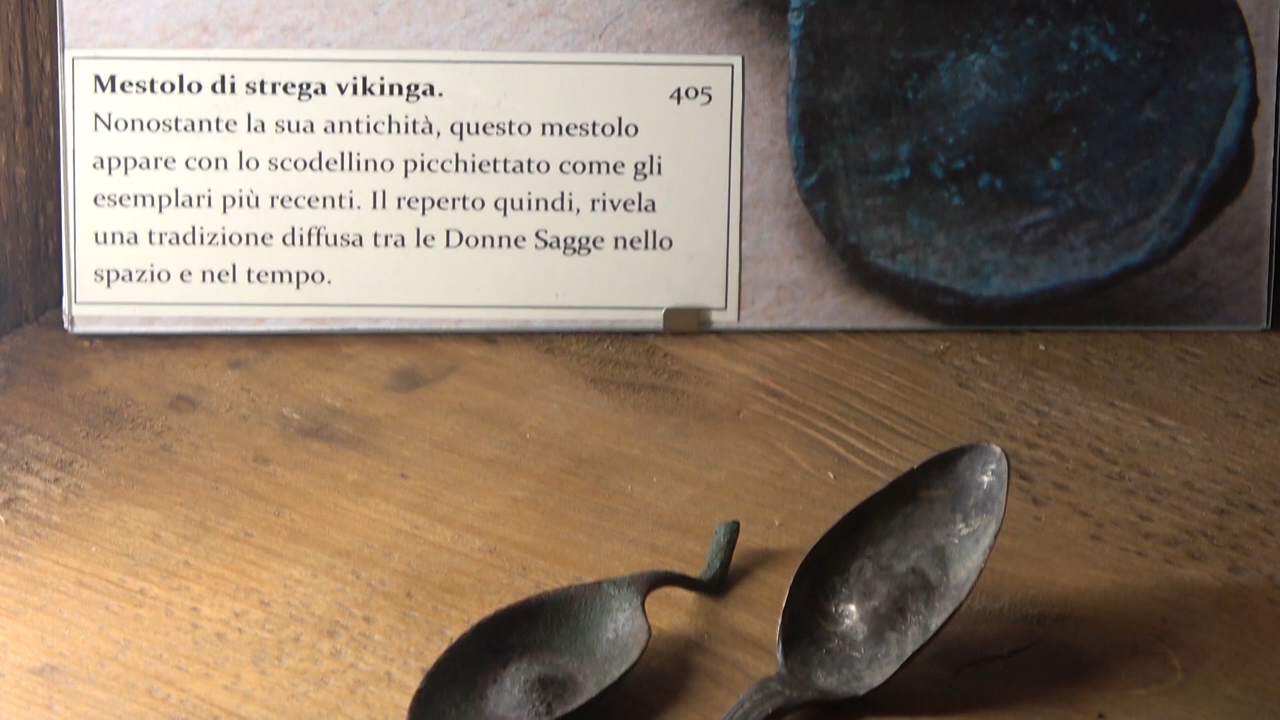 Mestolo di strega vikinga. 405
Nonostante la sua antichità, questo mestolo
appare con lo scodellino picchiettato come gli
esemplari più recenti. Il reperto quindi, rivela
una tradizione diffusa tra le Donne Sagge nello
spazio e nel tempo.